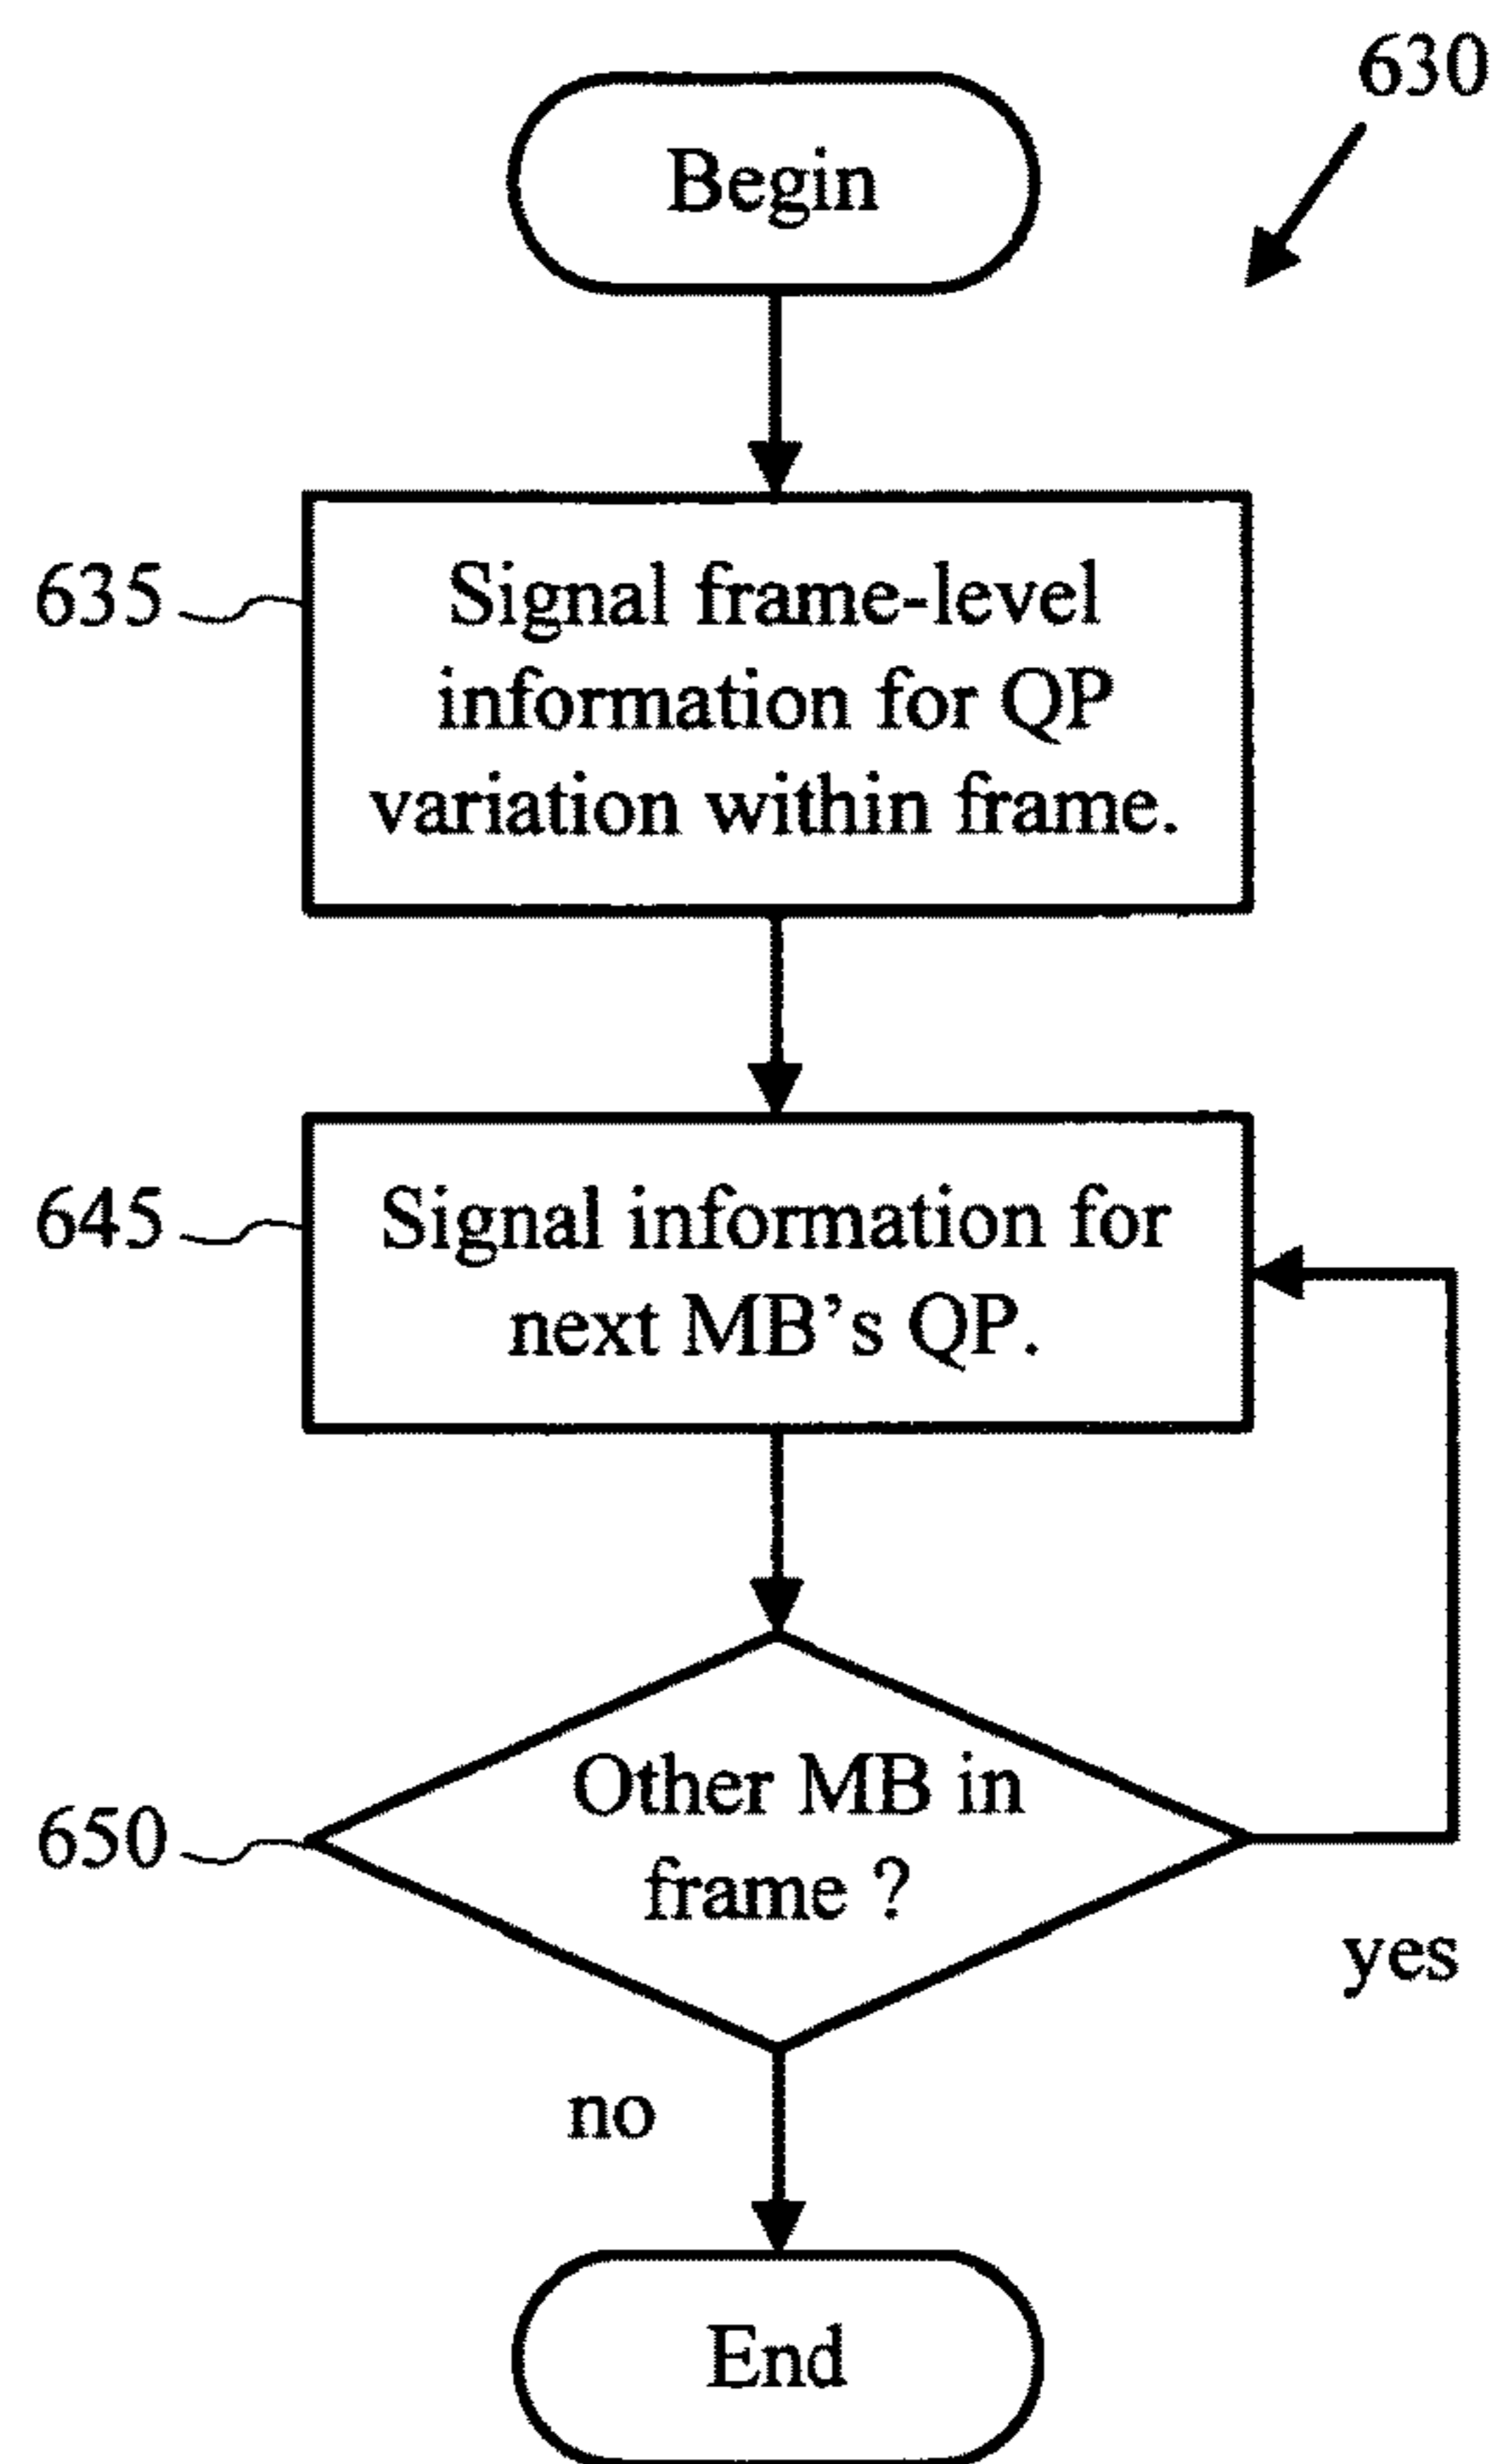 630
Begin
635
Signal frame-level
information for QP
variation within frame.
645
Signal information for
next MB’s QP.
650
Other MB in
frame ?
yes
no
End